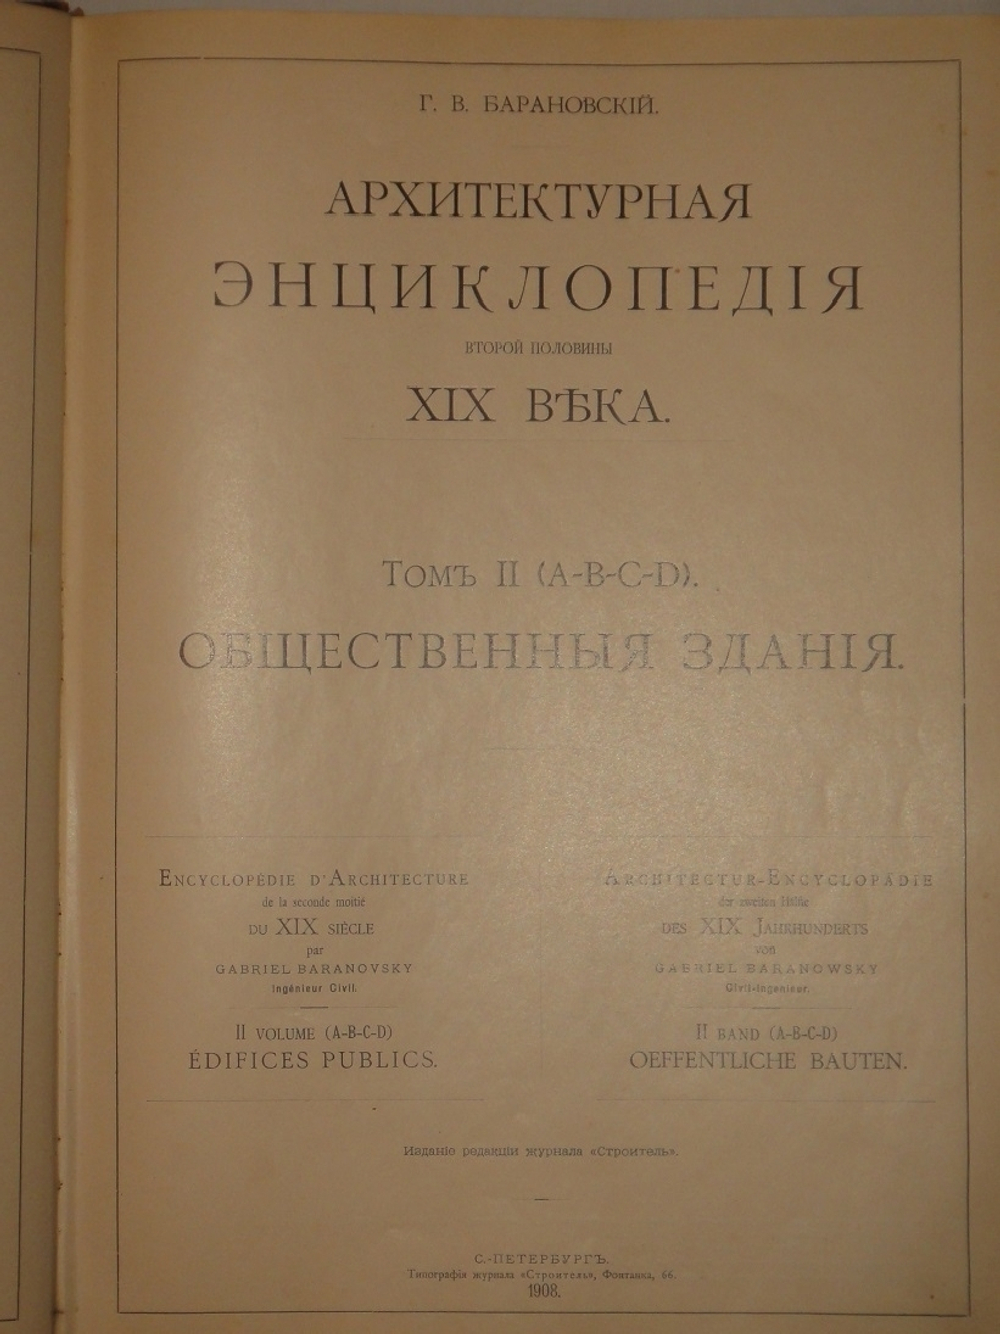 Г. В. БАРАНОВСКІЙ.
АРХИТЕКТУРНАЯ
ЭНЦИКЛОПЕДІЯ
ВТОРОЙ ПОЛОВИНЫ
XIX ВѢКА.
ТОМЪ II (A-B-C-D).
ОБЩЕСТВЕННЫЯ ЗДАНІЯ.
ENCYCLOPÉDIE D'ARCHITECTURE
de la seconde moitié
DU XIX SIÈCLE
par
GABRIEL BARANOVSKY
Ingénieur Civil.
II VOLUME (A-B-C-D)
ÉDIFICES PUBLICS.
ARCHITECTUR-ENCYCLOPÄDIE
der zweiten Hälfte
DES XIX JAHRHUNDERTS
von
GABRIEL BARANOWSKY
Civil-Ingenieur.
II BAND (A-B-C-D)
OEFFENTLICHE BAUTEN.
Изданіе редакціи журнала «Строитель».
С.-ПЕТЕРБУРГЪ.
Типографія журнала «Строитель», Фонтанка, 66.
1908.